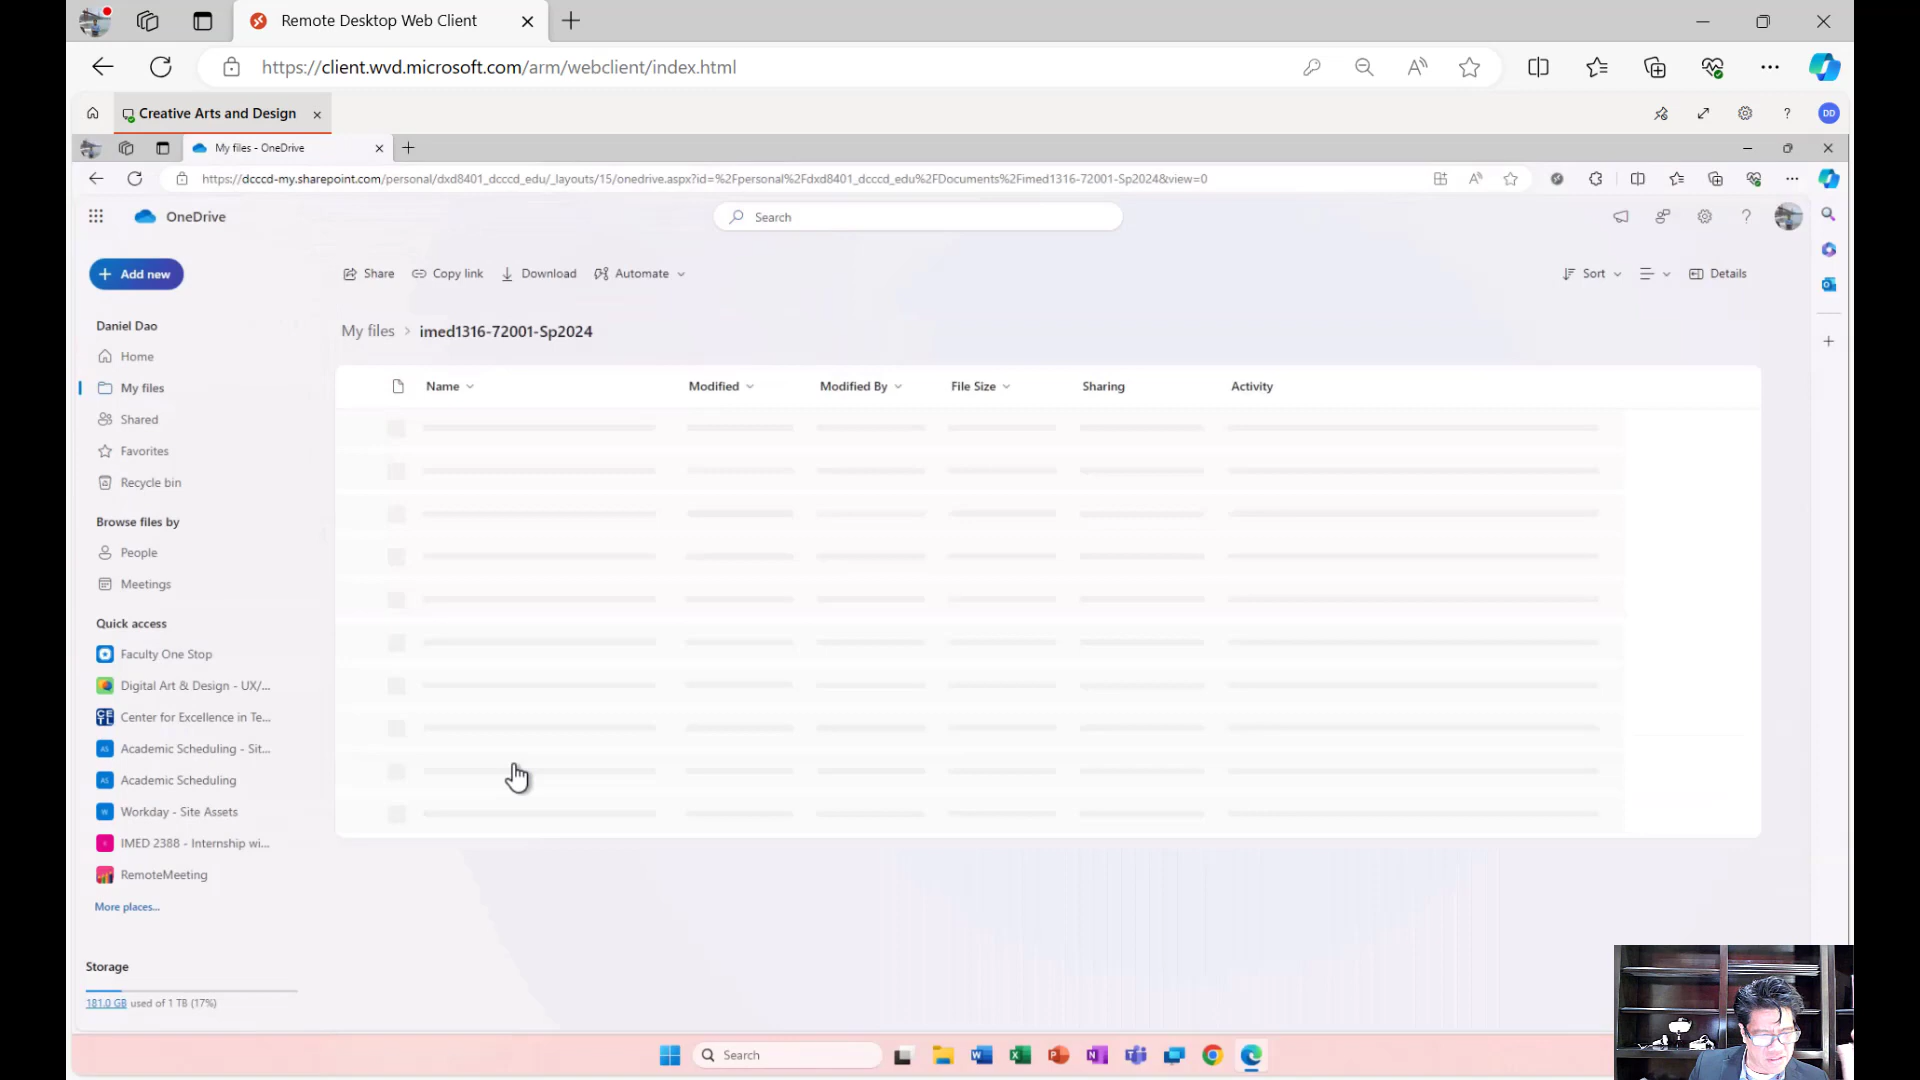 Remote Desktop Web Client
https://client.wvd.microsoft.com/arm/webclient/index.html
Creative Arts and Design
DD
My files - OneDrive
https://dcccd-my.sharepoint.com/personal/dxd8401_dcccd_edu/_layouts/15/onedrive.aspx?id=%2Fpersonal%2Fdxd8401_dcccd_edu%2FDocuments%2Fimed1316-72001-Sp2024&view=0
OneDrive
Search
Add new
Share
Copy link
Download
Automate
Sort
Details
Daniel Dao
My files > imed1316-72001-Sp2024
Home
My files
Shared
Favorites
Recycle bin
Name
Modified
Modified By
File Size
Sharing
Activity
Browse files by
People
Meetings
Quick access
Faculty One Stop
Digital Art & Design - UX/...
CE TL Center for Excellence in Te...
AS Academic Scheduling - Sit...
AS Academic Scheduling
W Workday - Site Assets
IMED 2388 - Internship wi...
RemoteMeeting
More places...
Storage
181.0 GB used of 1 TB (17%)
Search